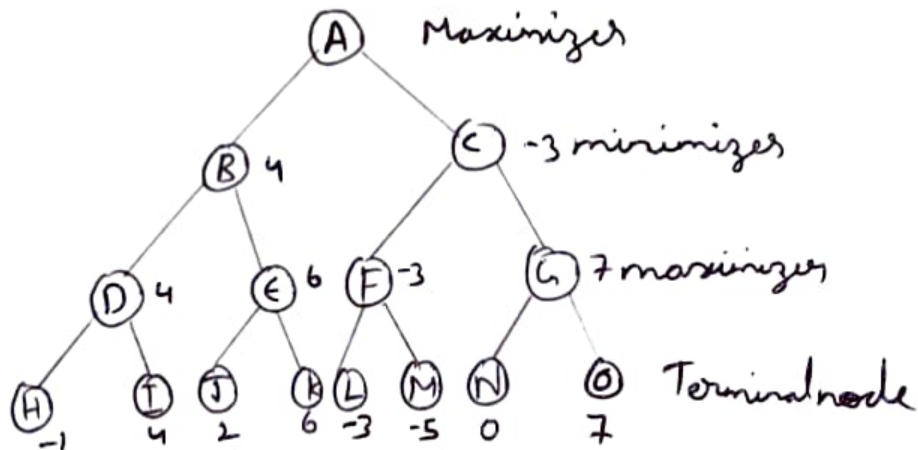 A Maximizer
B 4 C -3 minimizer
D 4 E 6 F -3 G 7 maximizer
H I J K L M N O Terminal node
-1 4 2 6 -3 -5 0 7